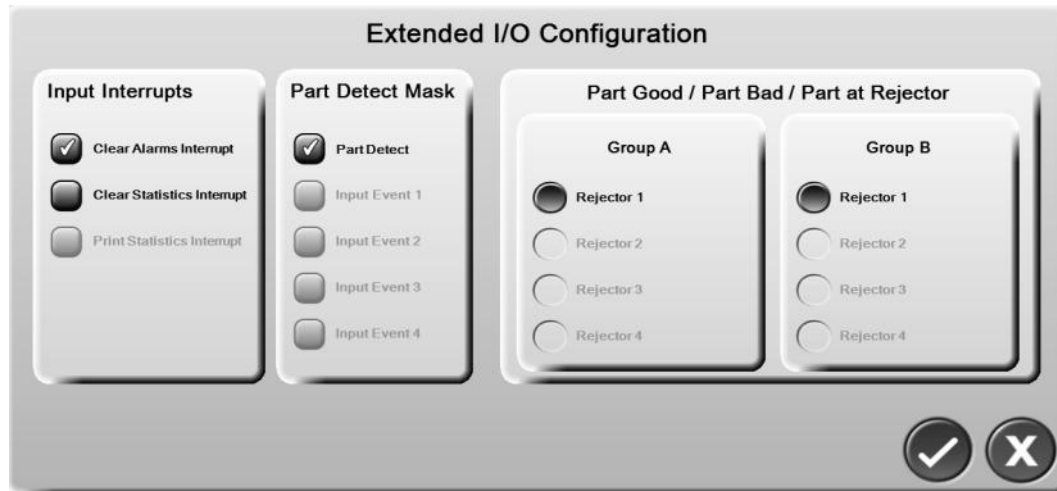 Extended I/O Configuration
Input Interrupts
Clear Alarms Interrupt
Clear Statistics Interrupt
Print Statistics Interrupt
Part Detect Mask
Part Detect
Input Event 1
Input Event 2
Input Event 3
Input Event 4
Part Good / Part Bad / Part at Rejector
Group A
Rejector 1
Rejector 2
Rejector 3
Rejector 4
Group B
Rejector 1
Rejector 2
Rejector 3
Rejector 4